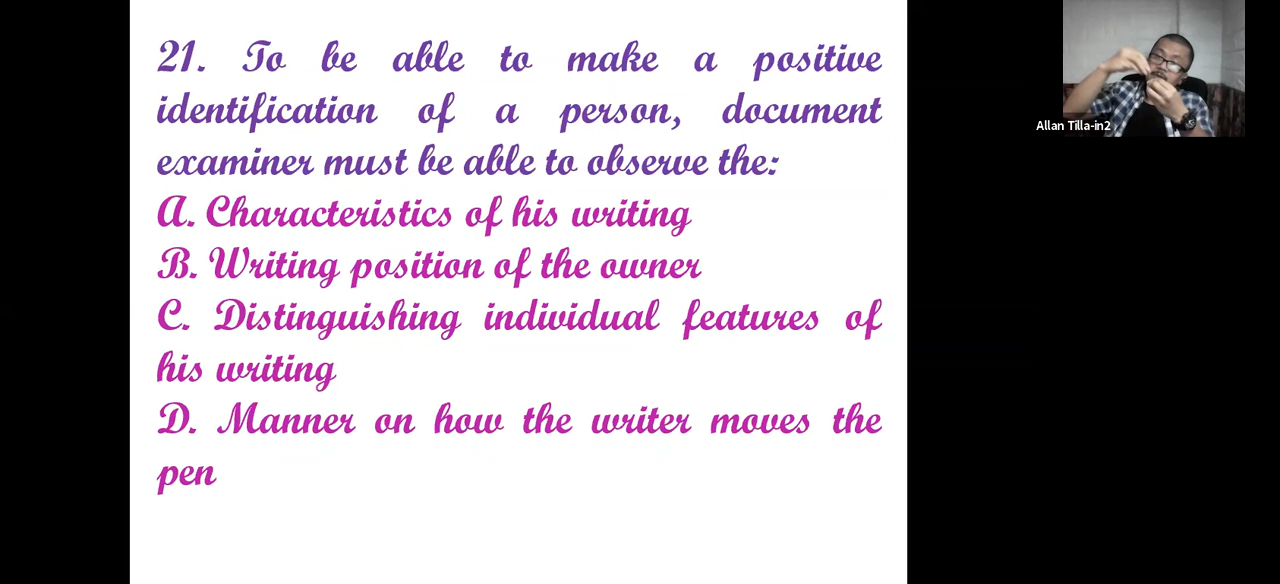 21. To be able to make a positive
identification of a person, document
examiner must be able to observe the:
A. Characteristics of his writing
B. Writing position of the owner
C. Distinguishing individual features of
his writing
D. Manner on how the writer moves the
pen
Allan Tilla-in2